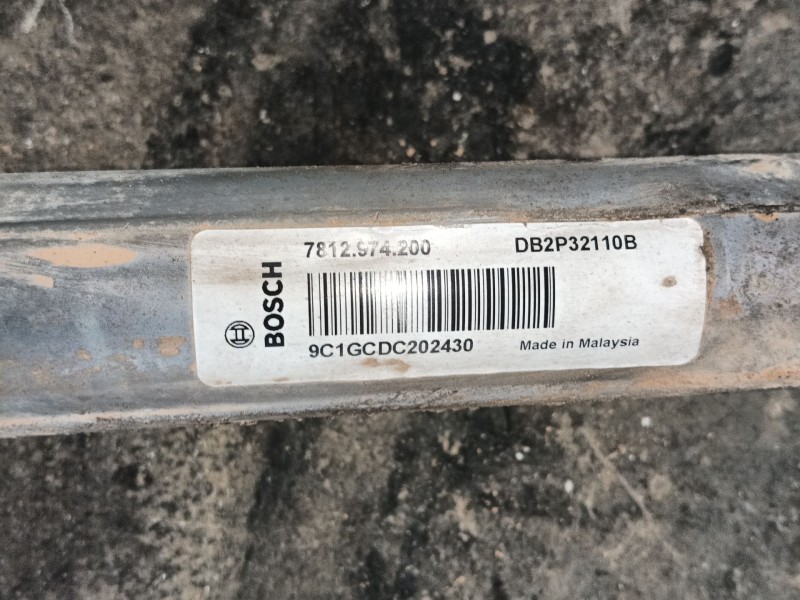 7812.974.200 DB2P32110B
BOSCH
9C1GCDC202430 Made in Malaysia